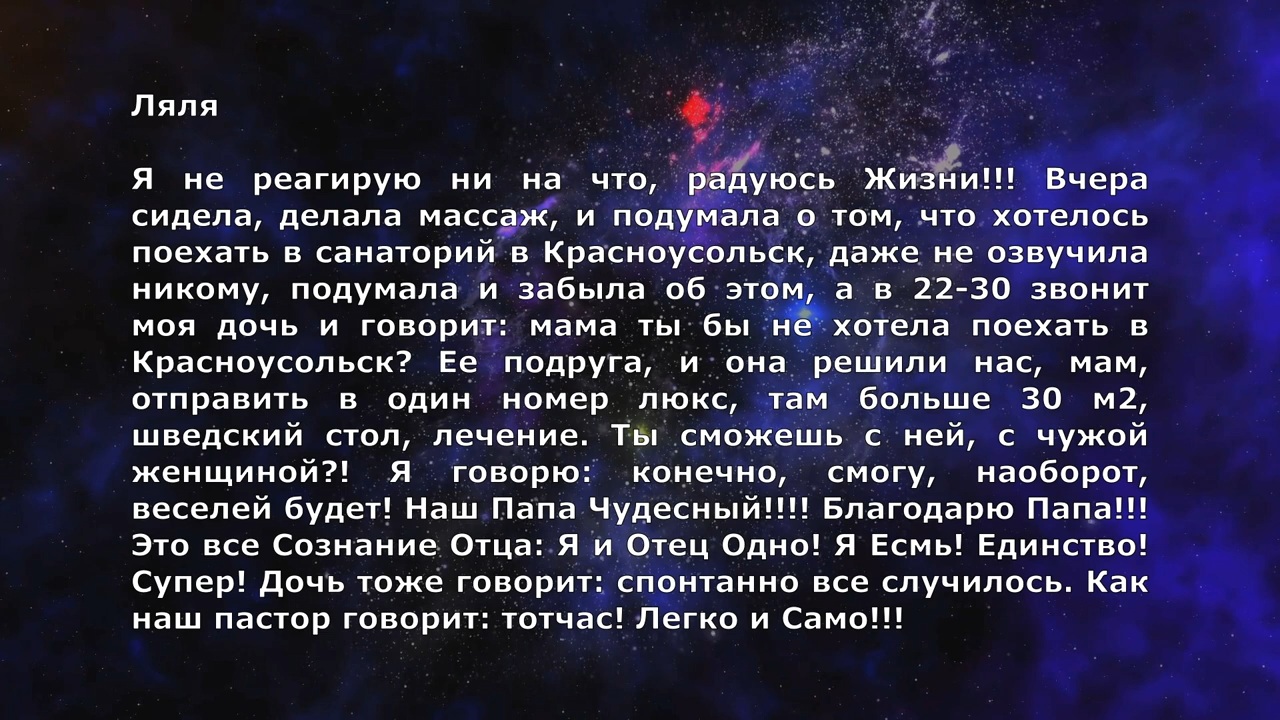 Ляля
Я не реагирую ни на что, радуюсь Жизни!!! Вчера
сидела, делала массаж, и подумала о том, что хотелось
поехать в санаторий в Красноусольск, даже не озвучила
никому, подумала и забыла об этом, а в 22-30 звонит
моя дочь и говорит: мама ты бы не хотела поехать в
Красноусольск? Ее подруга, и она решили нас, мам,
отправить в один номер люкс, там больше 30 м2,
шведский стол, лечение. Ты сможешь с ней, с чужой
женщиной?! Я говорю: конечно, смогу, наоборот,
веселей будет! Наш Папа Чудесный!!!! Благодарю Папа!!!
Это все Сознание Отца: Я и Отец Одно! Я Есмь! Единство!
Супер! Дочь тоже говорит: спонтанно все случилось. Как
наш пастор говорит: тотчас! Легко и Само!!!